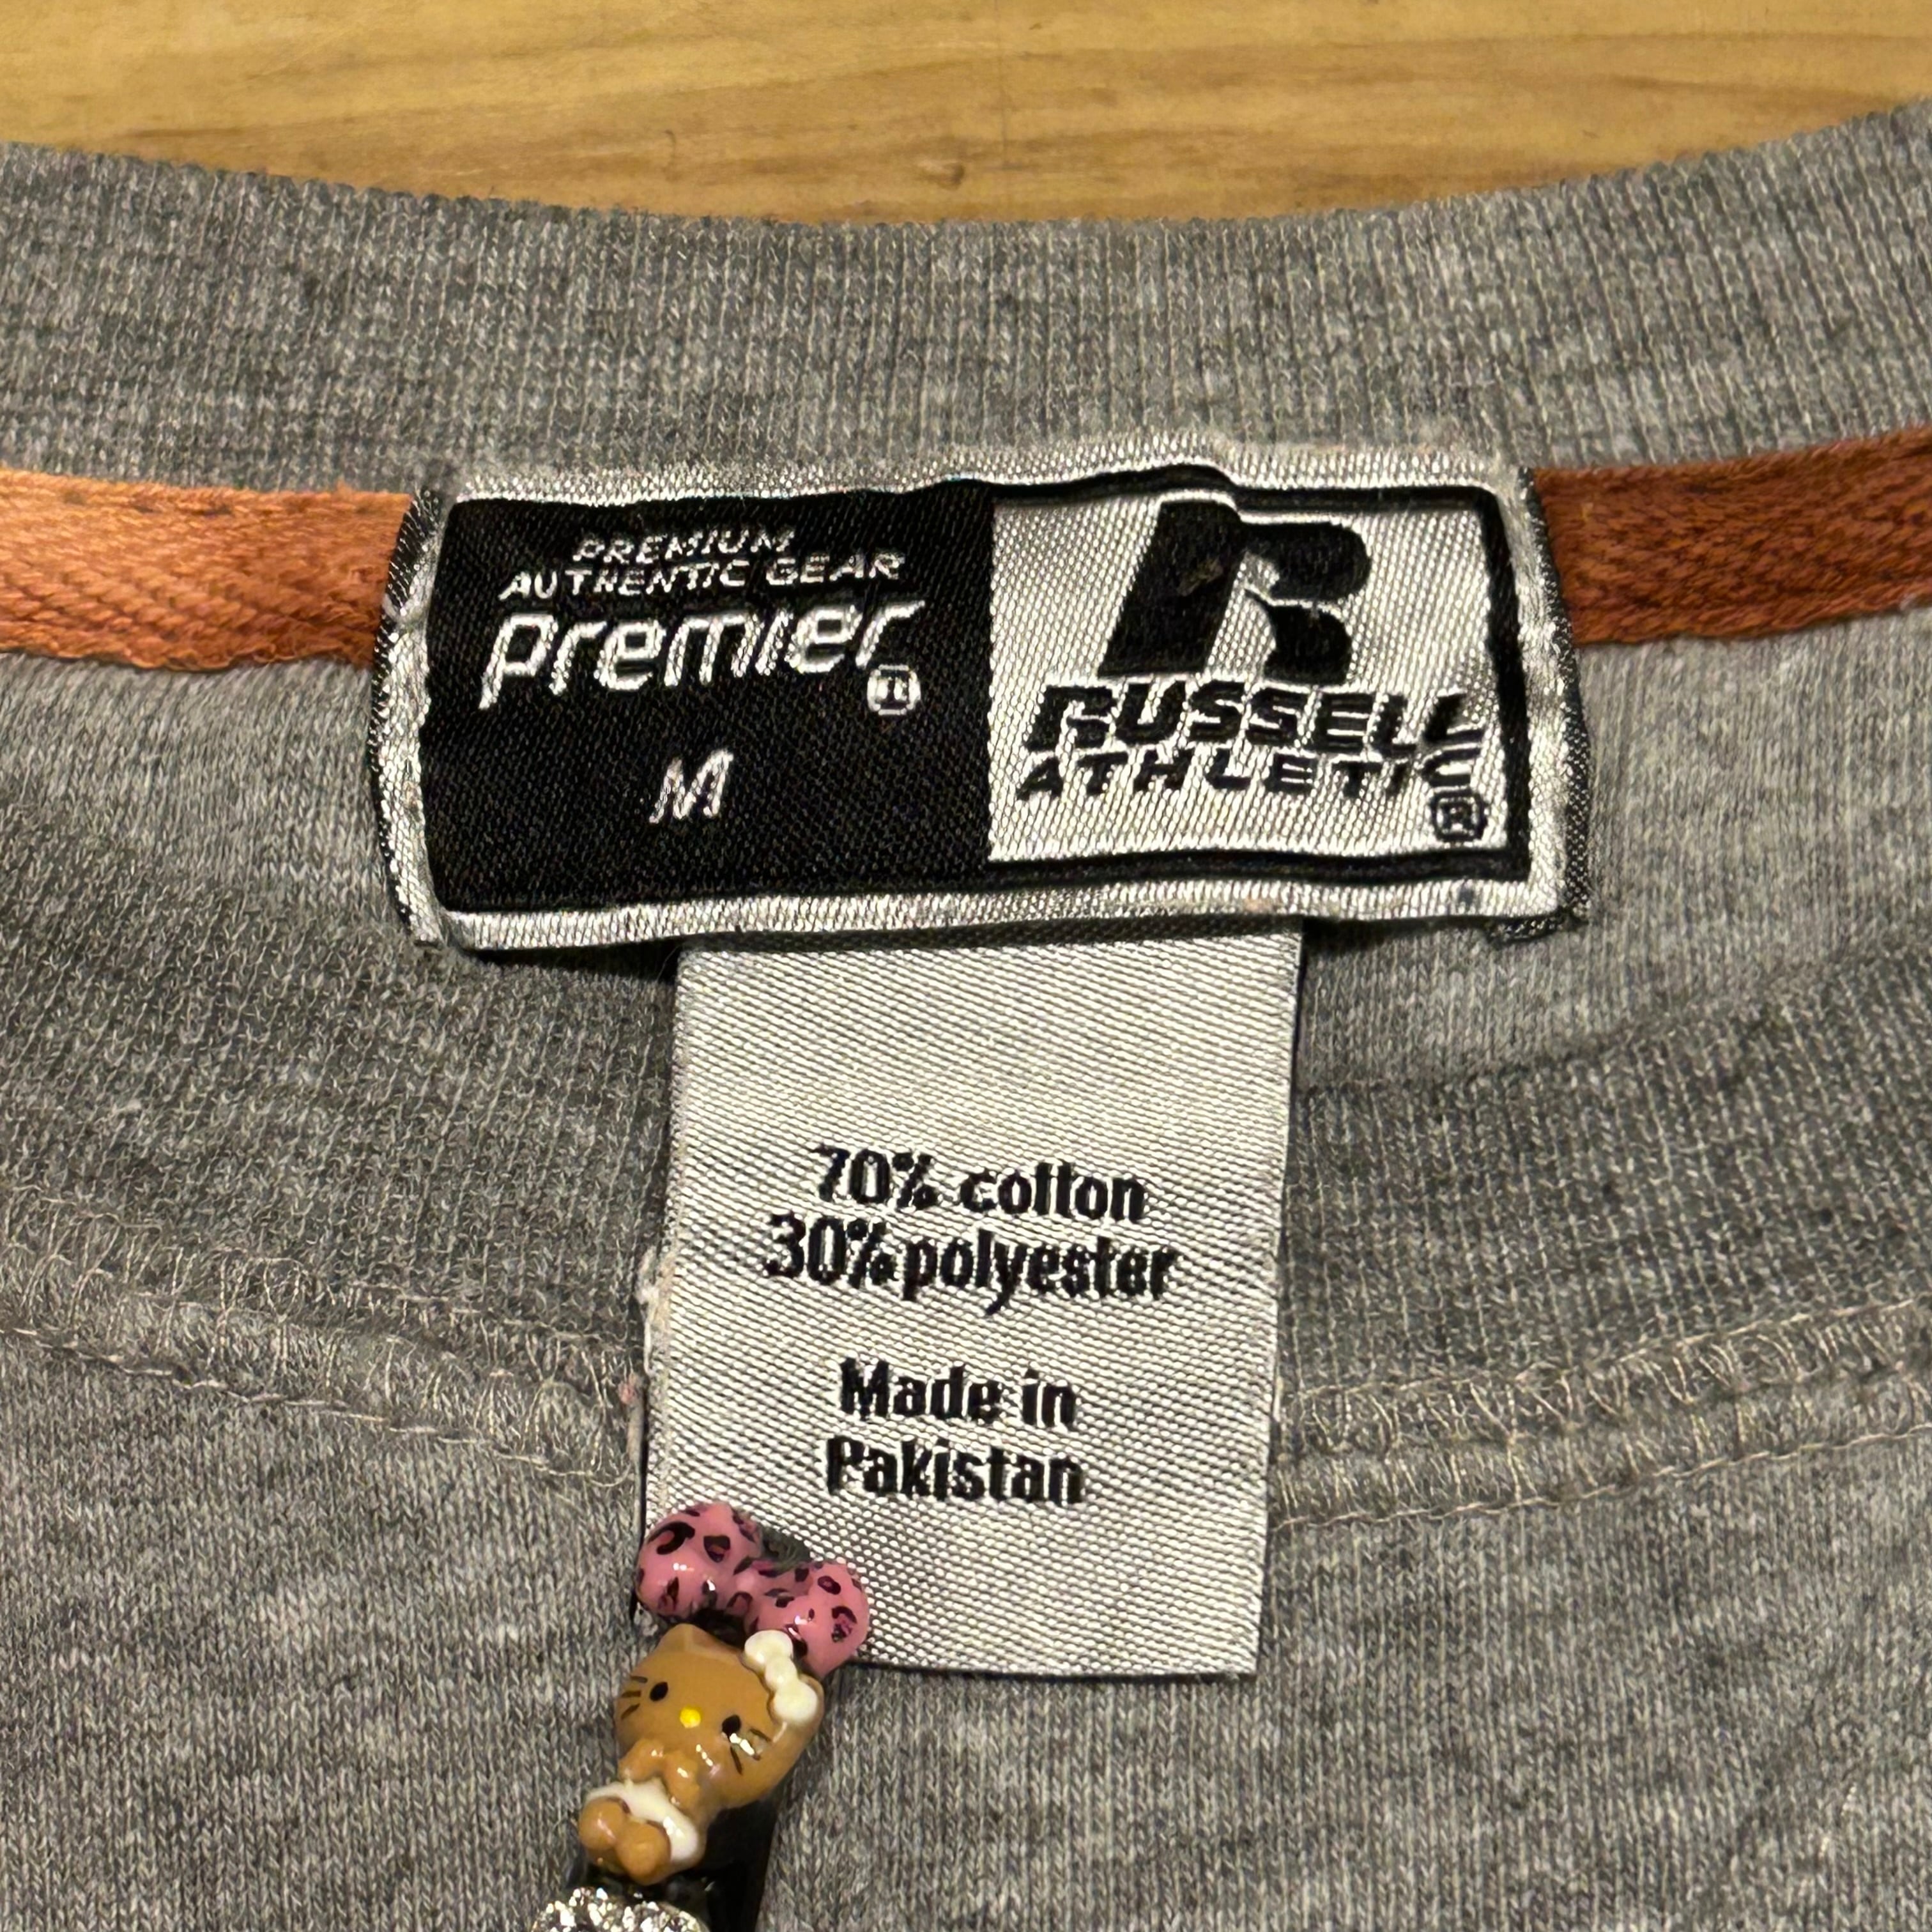 PREMIUM
AUTHENTIC GEAR
premier®
M
R
RUSSELL
ATHLETIC®
70% cotton
30% polyester
Made in
Pakistan